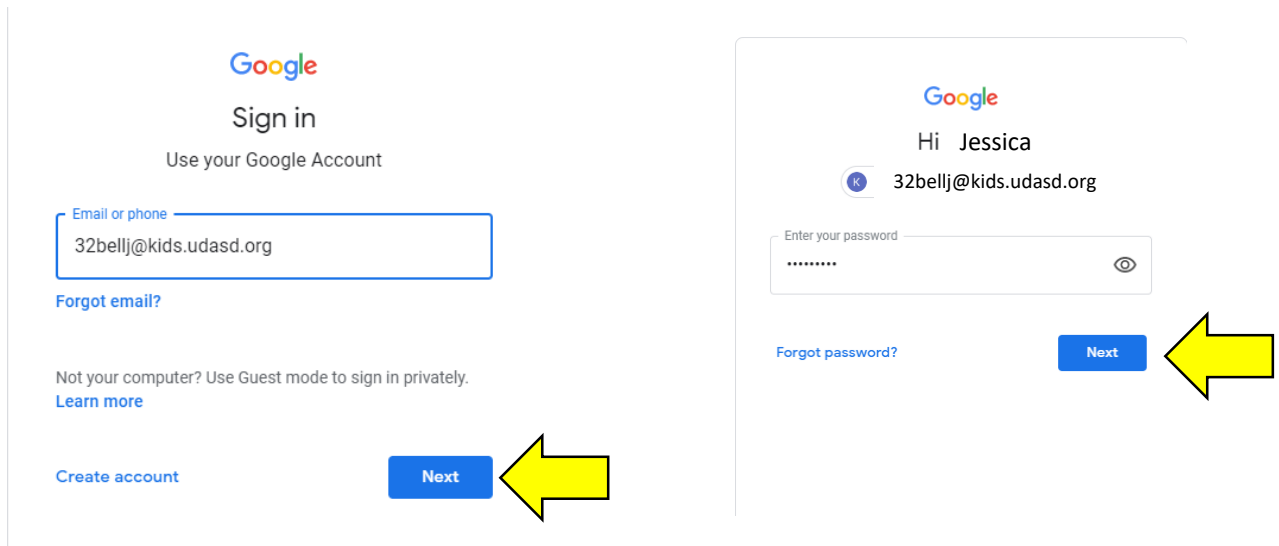 Google
Sign in
Use your Google Account
Email or phone
32bellj@kids.udasd.org
Forgot email?
Not your computer? Use Guest mode to sign in privately.
Learn more
Create account
Next
Google
Hi Jessica
K
32bellj@kids.udasd.org
Enter your password
•••••••••
Forgot password?
Next